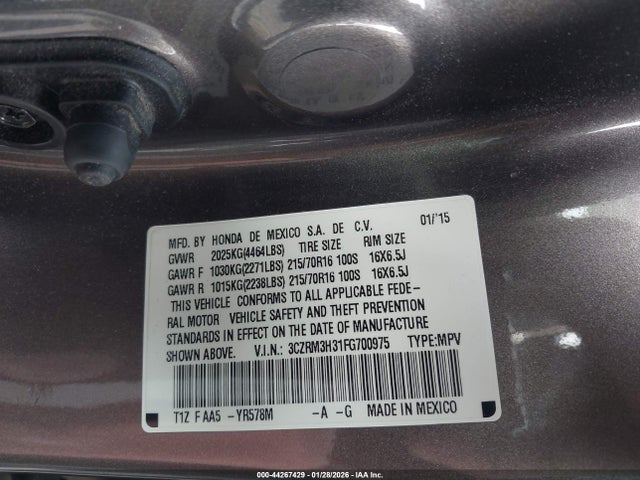 MFD. BY HONDA DE MEXICO S.A. DE C.V. 01/'15
GVWR 2025KG(4464LBS) TIRE SIZE RIM SIZE
GAWR F 1030KG(2271LBS) 215/70R16 100S 16X6.5J
GAWR R 1015KG(2238LBS) 215/70R16 100S 16X6.5J
THIS VEHICLE CONFORMS TO ALL APPLICABLE FEDE-
RAL MOTOR VEHICLE SAFETY AND THEFT PREVENTION
STANDARDS IN EFFECT ON THE DATE OF MANUFACTURE
SHOWN ABOVE. V.I.N.: 3CZRM3H31FG700975 TYPE:MPV
T1Z F AA5 -YR578M -A -G MADE IN MEXICO
000-44267429 | 01/28/2026 - IAA Inc.